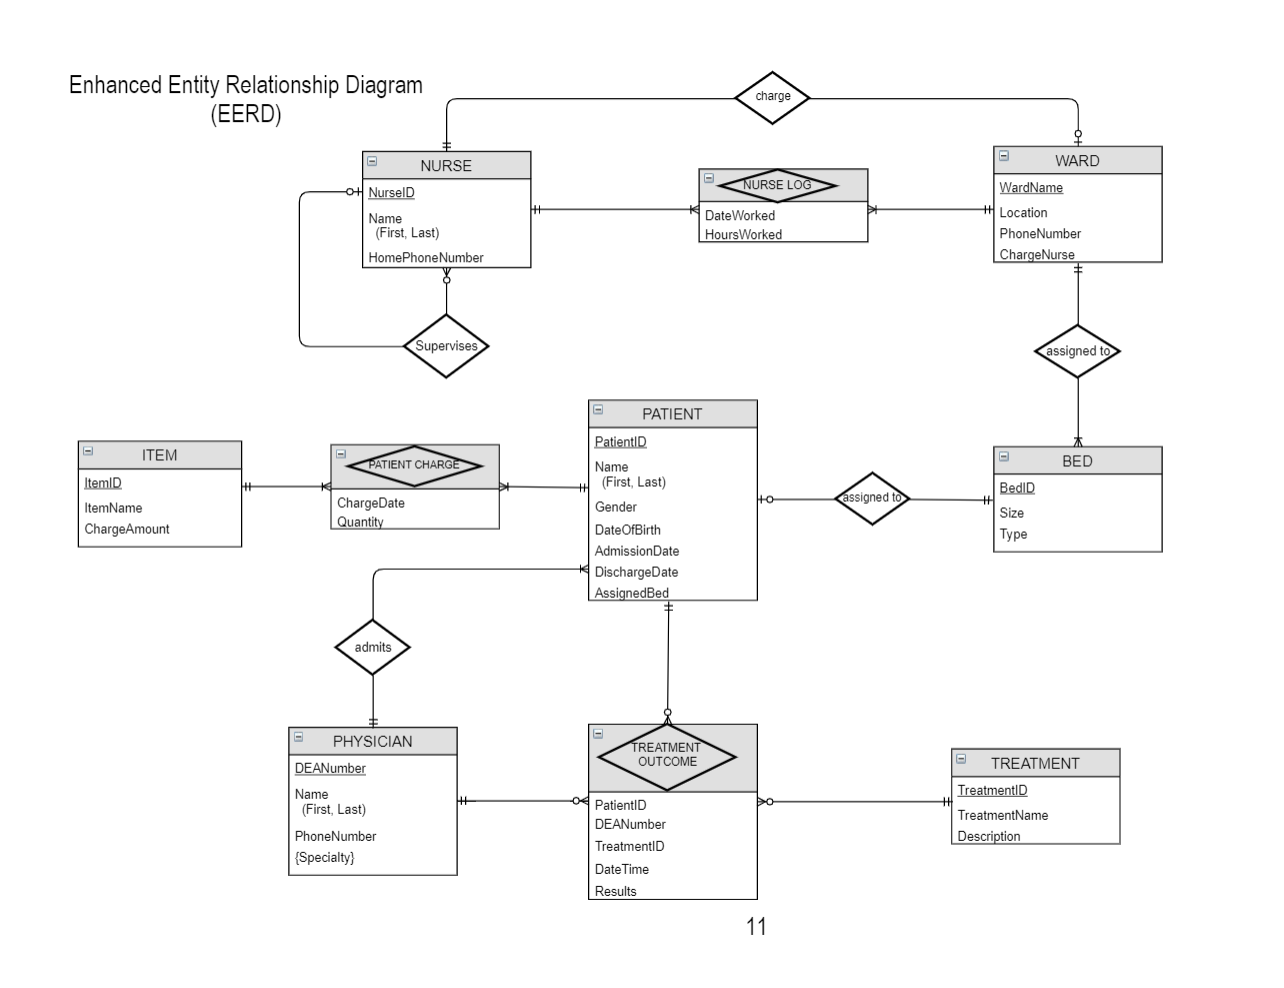 Enhanced Entity Relationship Diagram
(EERD)
charge
NURSE
NurseID
Name
(First, Last)
HomePhoneNumber
NURSE LOG
DateWorked
HoursWorked
WARD
WardName
Location
PhoneNumber
ChargeNurse
Supervises
assigned to
ITEM
ItemID
ItemName
ChargeAmount
PATIENT CHARGE
ChargeDate
Quantity
PATIENT
PatientID
Name
(First, Last)
Gender
DateOfBirth
AdmissionDate
DischargeDate
AssignedBed
assigned to
BED
BedID
Size
Type
admits
PHYSICIAN
DEANumber
Name
(First, Last)
PhoneNumber
{Specialty}
TREATMENT
OUTCOME
PatientID
DEANumber
TreatmentID
DateTime
Results
TREATMENT
TreatmentID
TreatmentName
Description
11